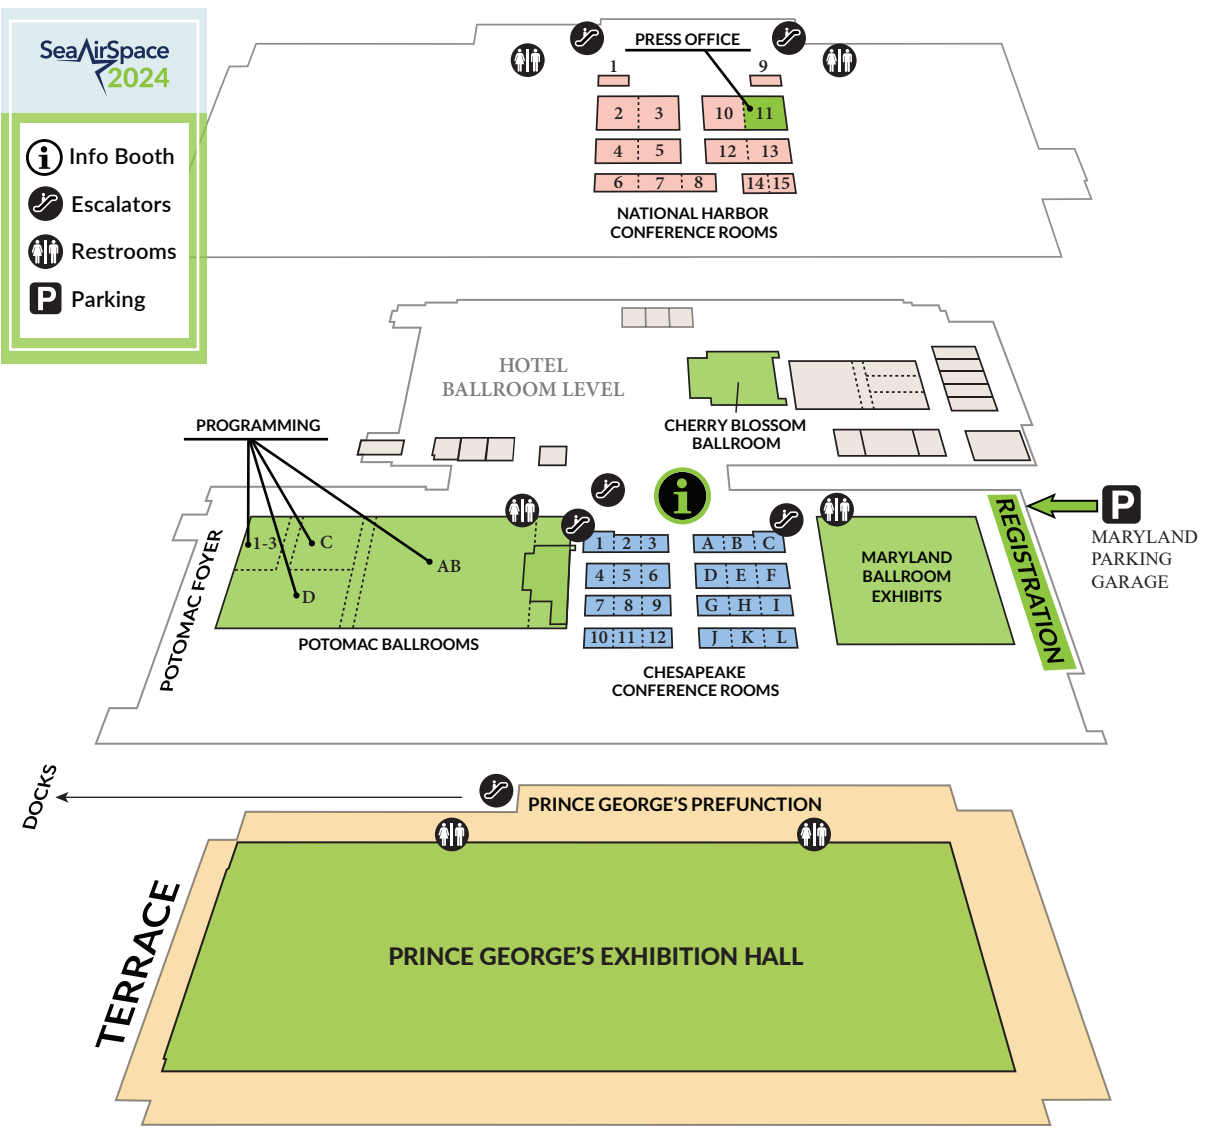 SeaAirSpace
2024
i Info Booth
Escalators
Restrooms
P Parking
PRESS OFFICE
1 9
2 3 10 11
4 5 12 13
6 7 8 14 15
NATIONAL HARBOR
CONFERENCE ROOMS
HOTEL
BALLROOM LEVEL
CHERRY BLOSSOM
BALLROOM
PROGRAMMING
i
P
MARYLAND
PARKING
GARAGE
REGISTRATION
POTOMAC FOYER
1-3 C
AB
D
POTOMAC BALLROOMS
1 2 3
4 5 6
7 8 9
10 11 12
A B C
D E F
G H I
J K L
CHESAPEAKE
CONFERENCE ROOMS
MARYLAND
BALLROOM
EXHIBITS
DOCKS
PRINCE GEORGE'S PREFUNCTION
TERRACE
PRINCE GEORGE'S EXHIBITION HALL